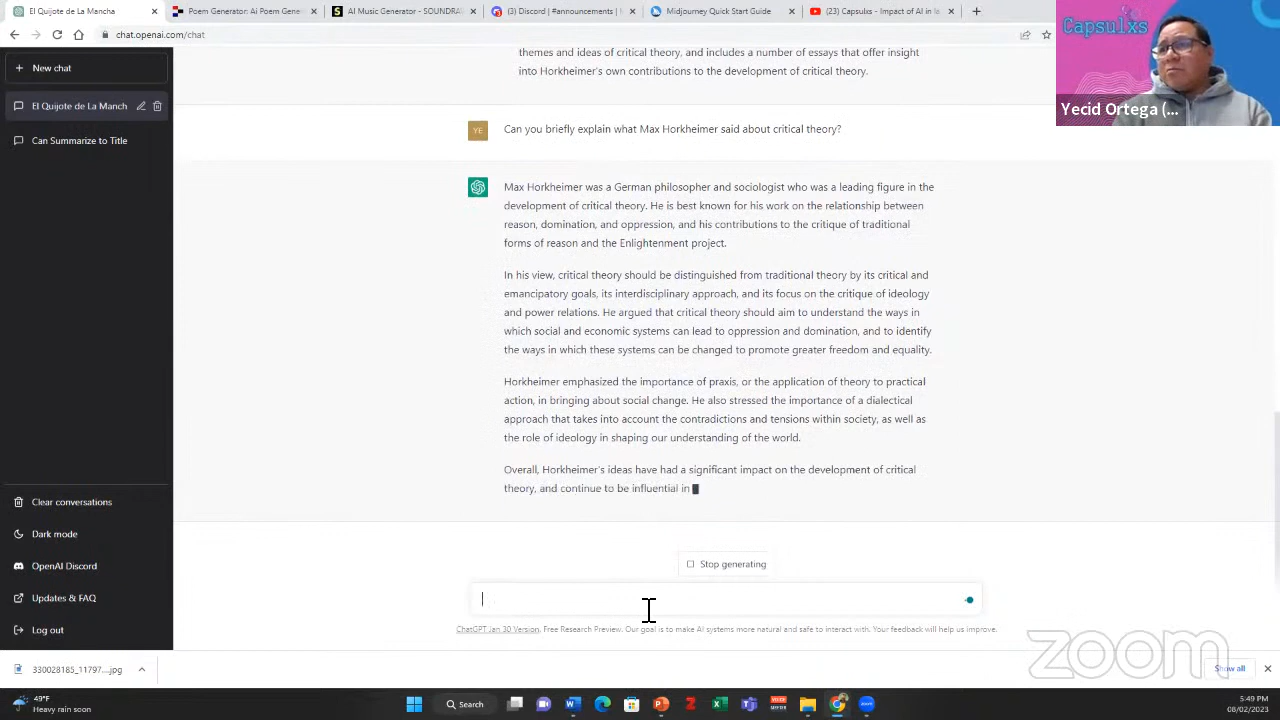 El Quijote de La Mancha
Poem Generator: Ai Poem Gene
AI Music Generator - SOUNDRA
(3) Discord | #announcements |
Midjourney Quick Start Guide
(23) Capsulxs - Impact of AI in la
chat.openai.com/chat
Capsulxs
Yecid Ortega (...
New chat
El Quijote de La Manch
Can Summarize to Title
themes and ideas of critical theory, and includes a number of essays that offer insight
into Horkheimer's own contributions to the development of critical theory.
YE
Can you briefly explain what Max Horkheimer said about critical theory?
Max Horkheimer was a German philosopher and sociologist who was a leading figure in the
development of critical theory. He is best known for his work on the relationship between
reason, domination, and oppression, and his contributions to the critique of traditional
forms of reason and the Enlightenment project.
In his view, critical theory should be distinguished from traditional theory by its critical and
emancipatory goals, its interdisciplinary approach, and its focus on the critique of ideology
and power relations. He argued that critical theory should aim to understand the ways in
which social and economic systems can lead to oppression and domination, and to identify
the ways in which these systems can be changed to promote greater freedom and equality.
Horkheimer emphasized the importance of praxis, or the application of theory to practical
action, in bringing about social change. He also stressed the importance of a dialectical
approach that takes into account the contradictions and tensions within society, as well as
the role of ideology in shaping our understanding of the world.
Overall, Horkheimer's ideas have had a significant impact on the development of critical
theory, and continue to be influential in
Clear conversations
Dark mode
OpenAI Discord
Updates & FAQ
Log out
Stop generating
ChatGPT Jan 30 Version. Free Research Preview. Our goal is to make AI systems more natural and safe to interact with. Your feedback will help us improve.
zoom
330028185_11797....jpg
Show all
49°F
Heavy rain soon
Search
5:49 PM
08/02/2023